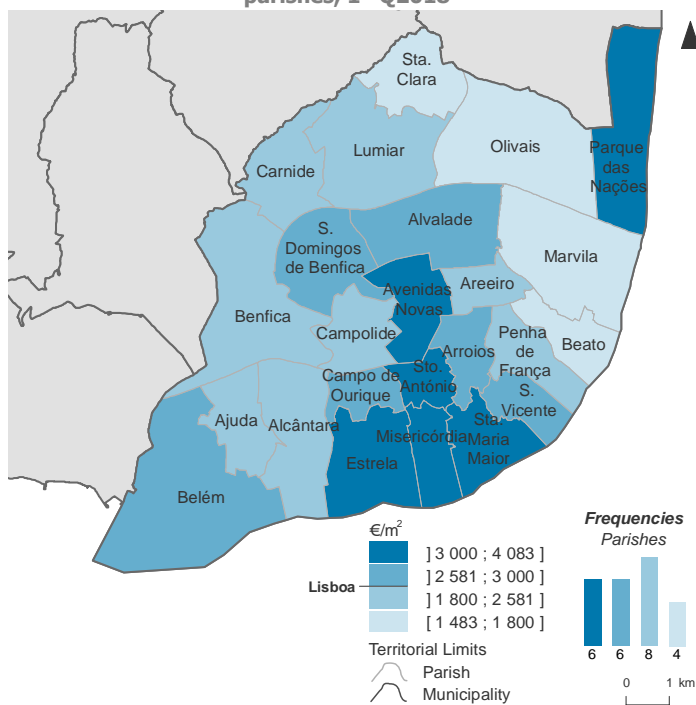 parishes, 1st Q2018
Sta.
Clara
Lumiar
Olivais
Carnide
Parque
das
Nações
Alvalade
S.
Domingos
de Benfica
Marvila
Avenidas
Novas
Areeiro
Benfica
Campolide
Arroios
Penha
de
França
Beato
Campo de
Ourique
Sto.
António
S.
Vicente
Ajuda
Alcântara
Misericórdia
Sta.
Maria
Maior
Estrela
Belém
€/m²
] 3 000 ; 4 083 ]
] 2 581 ; 3 000 ]
Lisboa
] 1 800 ; 2 581 ]
[ 1 483 ; 1 800 ]
Territorial Limits
Parish
Municipality
Frequencies
Parishes
6 6 8 4
0 1 km